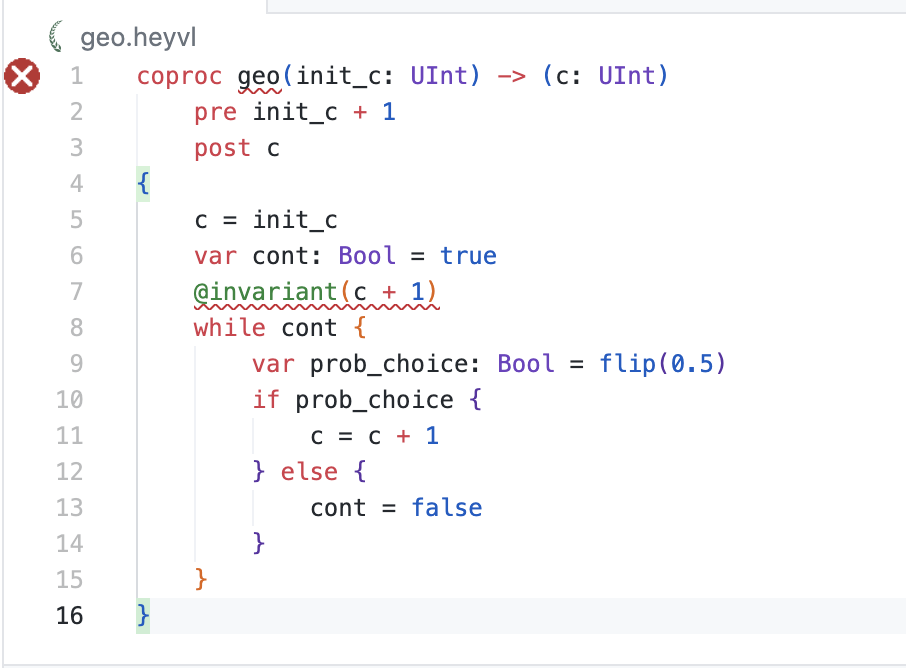 geo.heyvl
1 coproc geo(init_c: UInt) -> (c: UInt)
2     pre init_c + 1
3     post c
4 {
5     c = init_c
6     var cont: Bool = true
7     @invariant(c + 1)
8     while cont {
9         var prob_choice: Bool = flip(0.5)
10         if prob_choice {
11             c = c + 1
12         } else {
13             cont = false
14         }
15     }
16 }